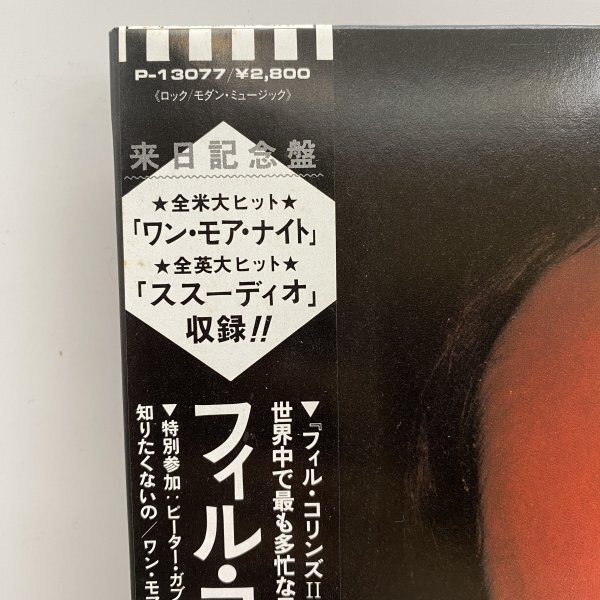 P-13077/¥2,800
《ロック/モダン・ミュージック》
来日記念盤
★全米大ヒット★
「ワン・モア・ナイト」
★全英大ヒット★
「ススーディオ」
収録!!
▼『フィル・コリンズII
世界中で最も多忙な
フィル・コ
▼特別参加:ピーター・ガブ
知りたくないの/ワン・モア